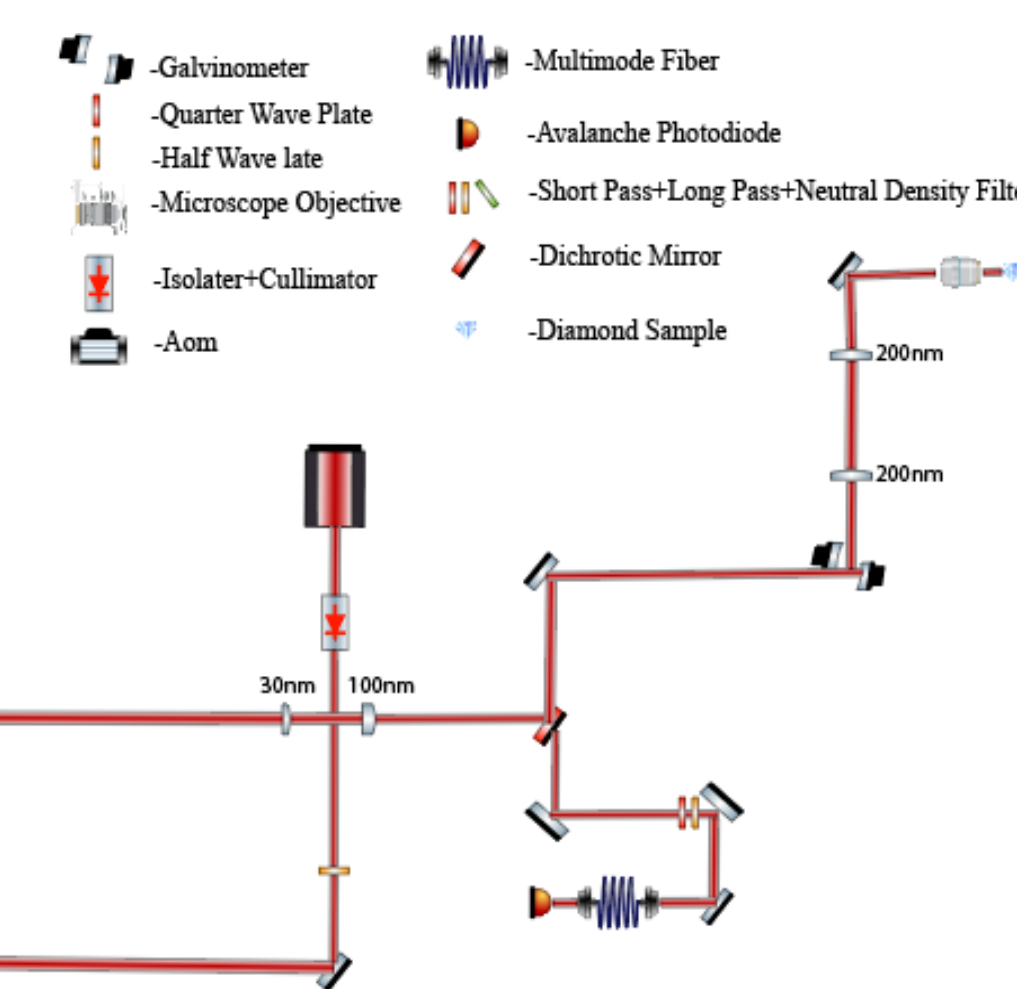 -Galvinometer
-Quarter Wave Plate
-Half Wave late
-Microscope Objective
-Isolater+Cullimator
-Aom
-Multimode Fiber
-Avalanche Photodiode
-Short Pass+Long Pass+Neutral Density Filte
-Dichrotic Mirror
-Diamond Sample
200nm
200nm
30nm 100nm